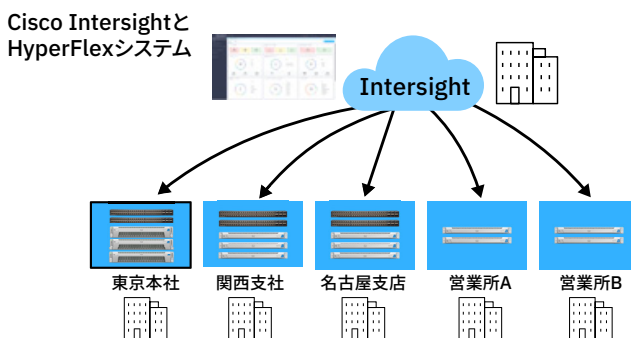 Cisco Intersightと
HyperFlexシステム
Intersight
東京本社
関西支社
名古屋支店
営業所A
営業所B